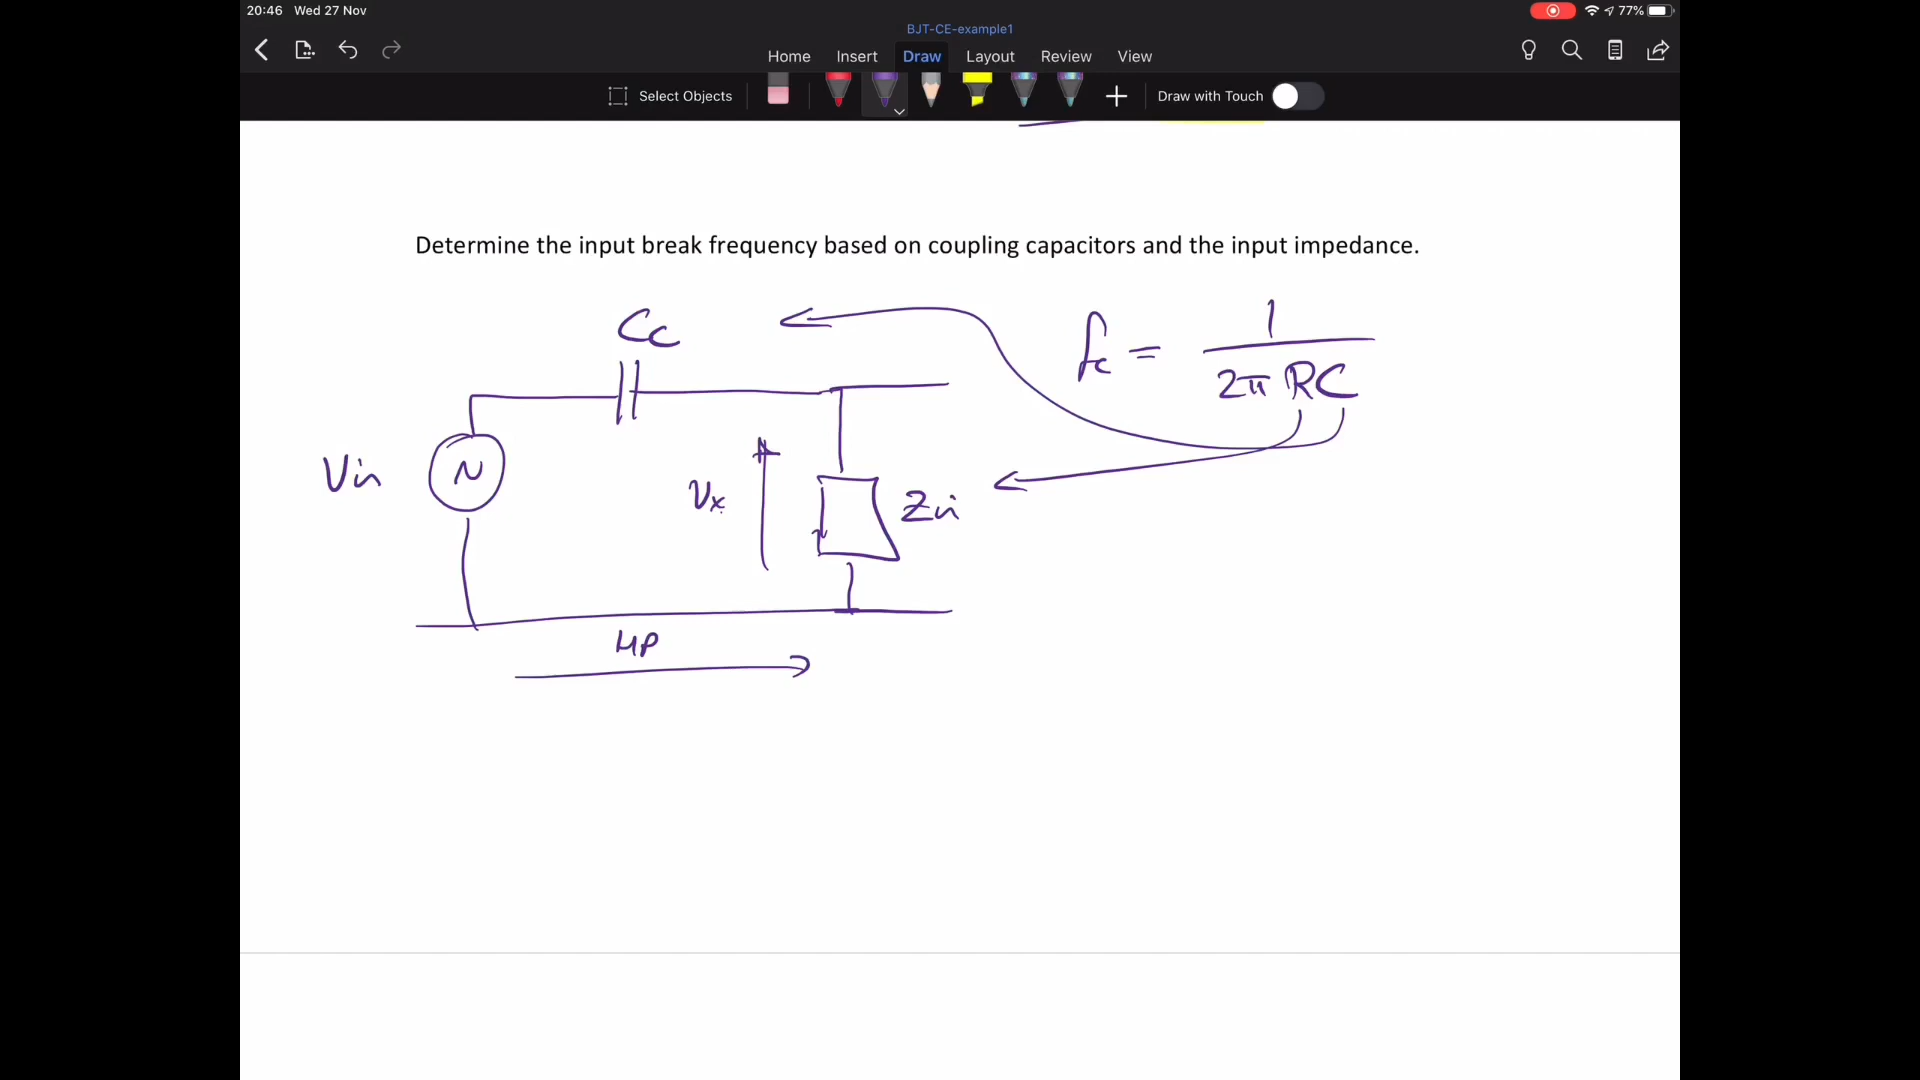 20:46 Wed 27 Nov
77%
BJT-CE-example1
Home Insert Draw Layout Review View
Select Objects
Draw with Touch
Determine the input break frequency based on coupling capacitors and the input impedance.
Cc
fc = 1 / 2π RC
Vin
N
Vx
Zin
HP